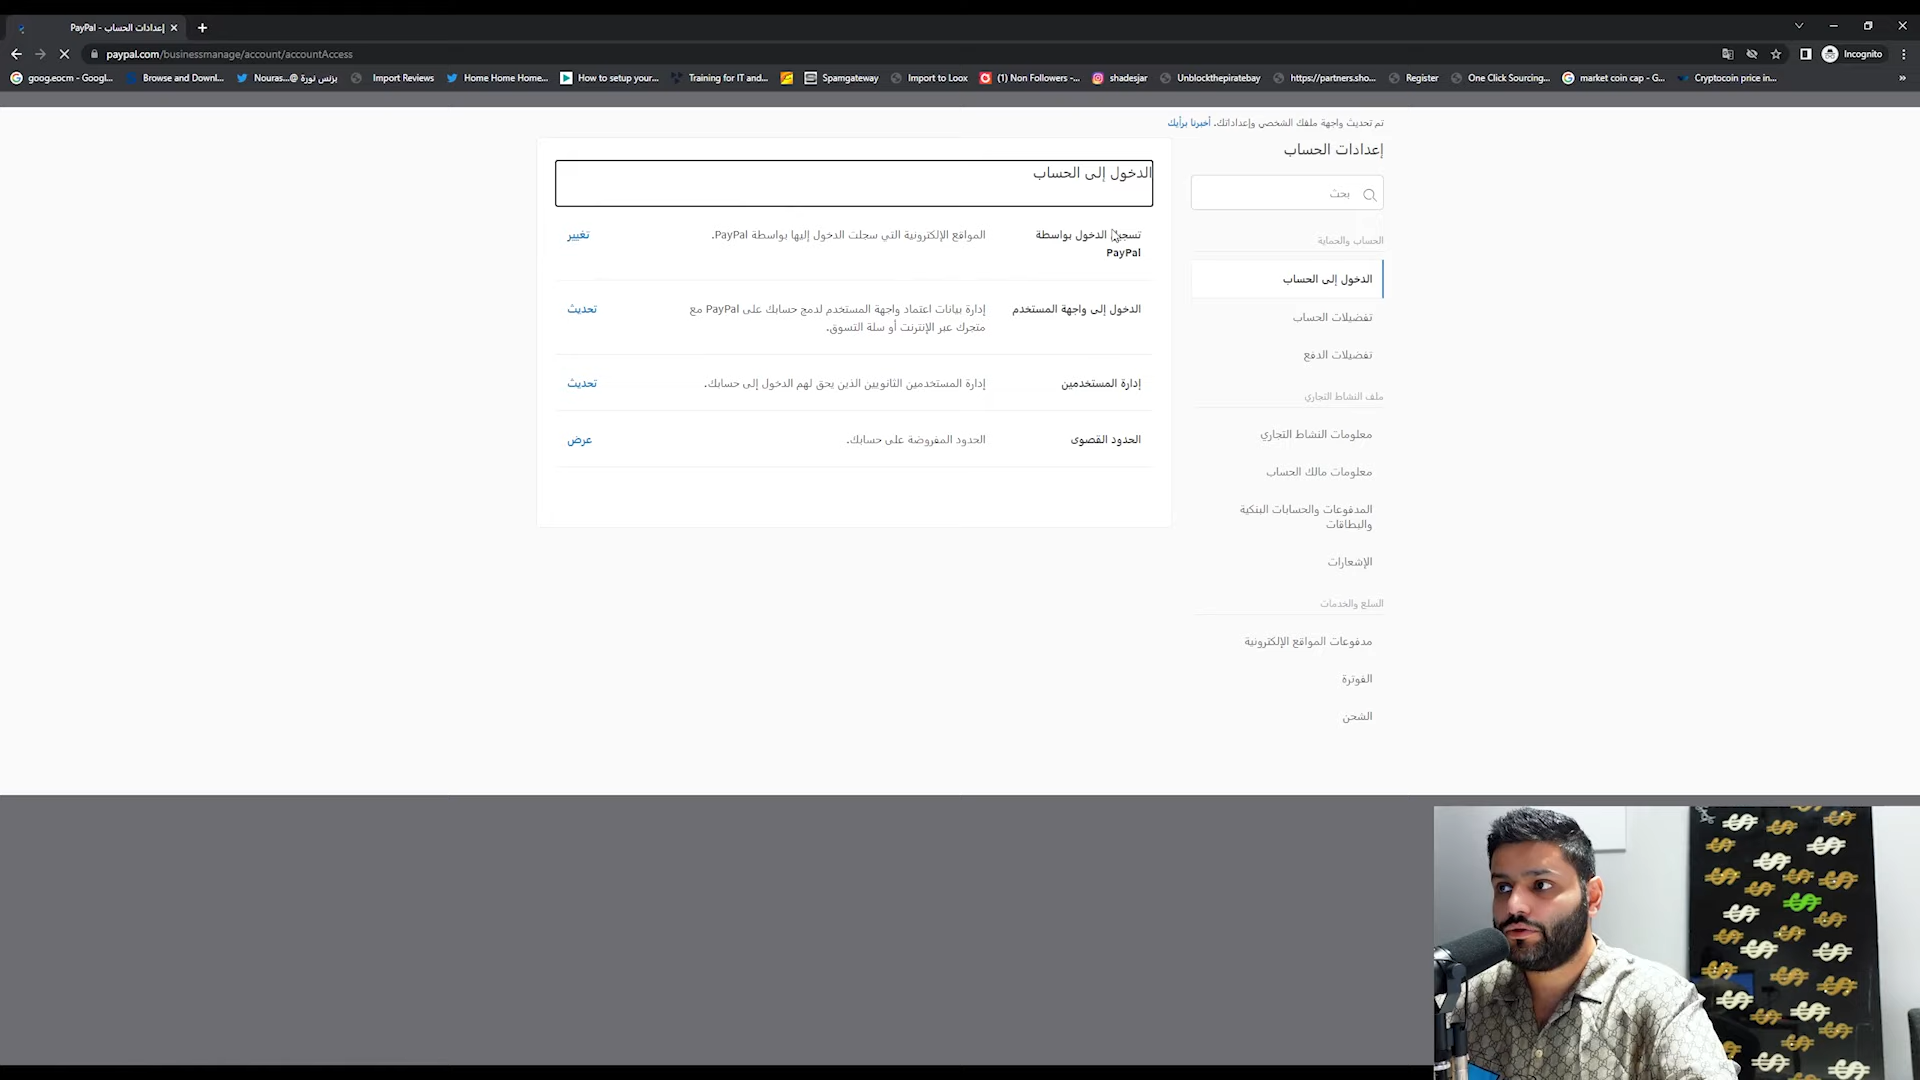 إعدادات الحساب - PayPal
paypal.com/businessmanage/account/accountAccess
Incognito
goog.eocm - Googl...
Browse and Downl...
Nouras...@ بزنس نورة
Import Reviews
Home Home Home...
How to setup your...
Training for IT and...
Spamgateway
Import to Loox
(1) Non Followers -...
shadesjar
Unblockthepiratebay
https://partners.sho...
Register
One Click Sourcing...
market coin cap - G...
Cryptocoin price in...
تم تحديث واجهة ملفك الشخصي وإعداداتك. أخبرنا برأيك
إعدادات الحساب
بحث
الحساب والحماية
الدخول إلى الحساب
تفضيلات الحساب
تفضيلات الدفع
ملف النشاط التجاري
معلومات النشاط التجاري
معلومات مالك الحساب
المدفوعات والحسابات البنكية
والبطاقات
الإشعارات
السلع والخدمات
مدفوعات المواقع الإلكترونية
الفوترة
الشحن
الدخول إلى الحساب
تسجيل الدخول بواسطة
PayPal
المواقع الإلكترونية التي سجلت الدخول إليها بواسطة PayPal.
تغيير
الدخول إلى واجهة المستخدم
إدارة بيانات اعتماد واجهة المستخدم لدمج حسابك على PayPal مع
متجرك عبر الإنترنت أو سلة التسوق.
تحديث
إدارة المستخدمين
إدارة المستخدمين الثانويين الذين يحق لهم الدخول إلى حسابك.
تحديث
الحدود القصوى
الحدود المفروضة على حسابك.
عرض